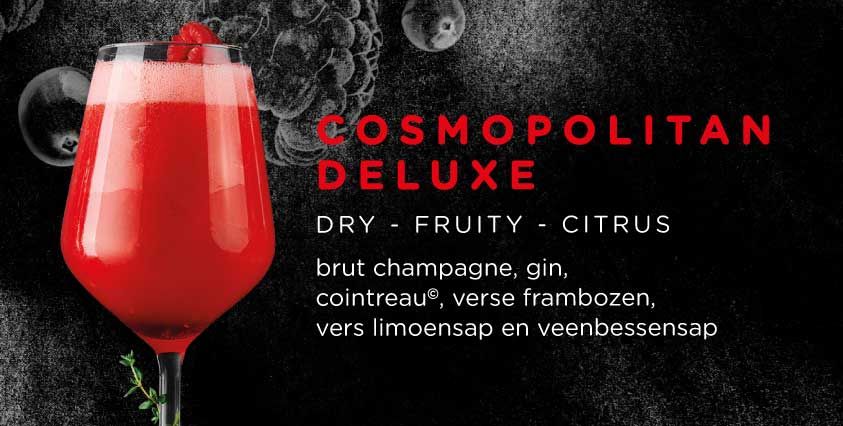 COSMOPOLITAN
DELUXE
DRY - FRUITY - CITRUS
brut champagne, gin,
cointreau©, verse frambozen,
vers limoensap en veenbessensap